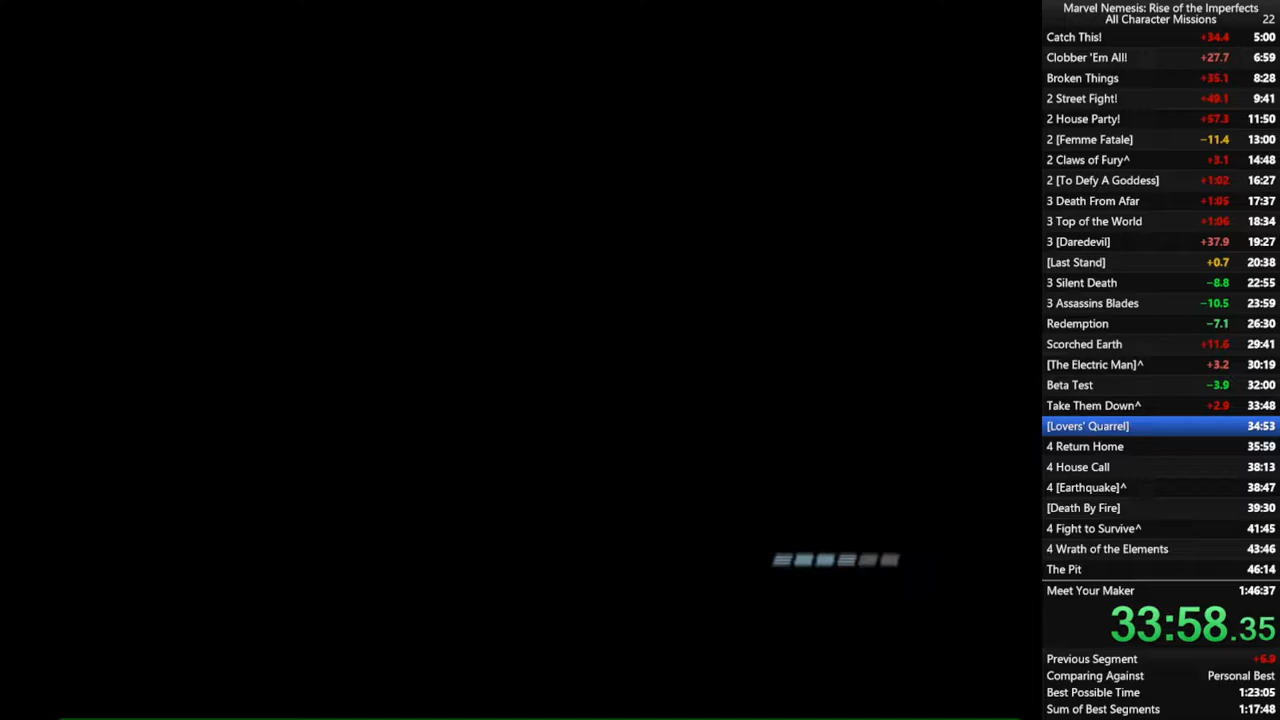 Marvel Nemesis: Rise of the Imperfects
All Character Missions 22
Catch This! +34.4 5:00
Clobber 'Em All! +27.7 6:59
Broken Things +35.1 8:28
2 Street Fight! +49.1 9:41
2 House Party! +57.3 11:50
2 [Femme Fatale] −11.4 13:00
2 Claws of Fury^ +3.1 14:48
2 [To Defy A Goddess] +1:02 16:27
3 Death From Afar +1:05 17:37
3 Top of the World +1:06 18:34
3 [Daredevil] +37.9 19:27
[Last Stand] +0.7 20:38
3 Silent Death −8.8 22:55
3 Assassins Blades −10.5 23:59
Redemption −7.1 26:30
Scorched Earth +11.6 29:41
[The Electric Man]^ +3.2 30:19
Beta Test −3.9 32:00
Take Them Down^ +2.9 33:48
[Lovers' Quarrel] 34:53
4 Return Home 35:59
4 House Call 38:13
4 [Earthquake]^ 38:47
[Death By Fire] 39:30
4 Fight to Survive^ 41:45
4 Wrath of the Elements 43:46
The Pit 46:14
Meet Your Maker 1:46:37
33:58.35
Previous Segment +6.9
Comparing Against Personal Best
Best Possible Time 1:23:05
Sum of Best Segments 1:17:48